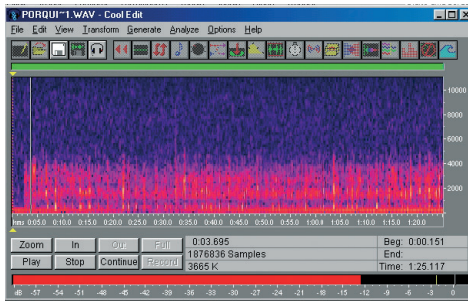 PORQUI~1.WAV - Cool Edit
File Edit View Transform Generate Analyze Options Help
10000
8000
6000
4000
2000
hms 0:05.0 0:10.0 0:15.0 0:20.0 0:25.0 0:30.0 0:35.0 0:40.0 0:45.0 0:50.0 0:55.0 1:00.0 1:05.0 1:10.0 1:15.0 1:20.0
Zoom In Out Full 0:03.695 Beg: 0:00.151
1876836 Samples End:
Play Stop Continue Record 3665 K Time: 1:25.117
dB -57 -54 -51 -48 -45 -42 -39 -36 -33 -30 -27 -24 -21 -18 -15 -12 -9 -6 -3 0